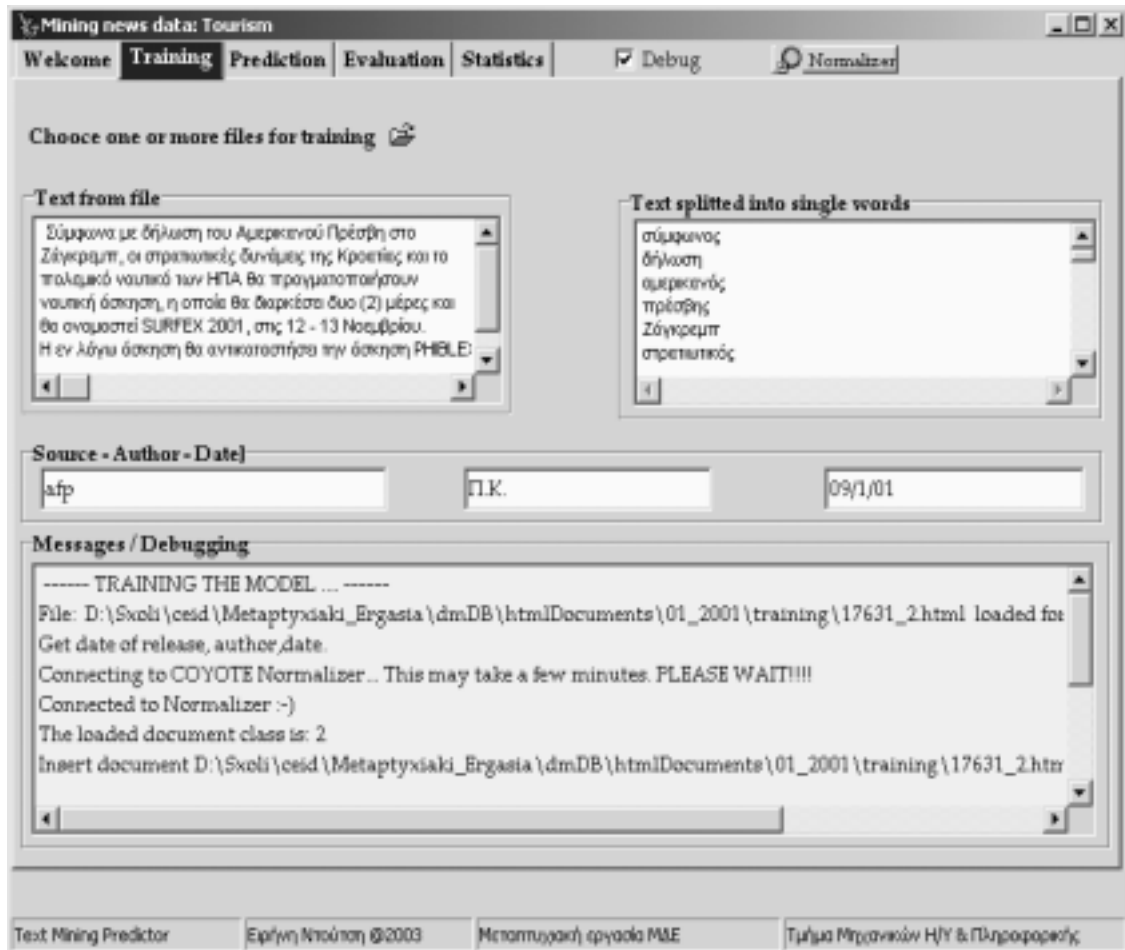 Mining news data: Tourism
Welcome Training Prediction Evaluation Statistics Debug Normalizer
Chooce one or more files for training
Text from file
Σύμφωνα με δήλωση του Αμερικανού Πρέσβη στο
Ζάγκρεμπ, οι στρατιωτικές δυνάμεις της Κροατίας και το
πολεμικό ναυτικό των ΗΠΑ θα πραγματοποιήσουν
ναυτική άσκηση, η οποία θα διαρκέσει δυο (2) μέρες και
θα ονομαστεί SURFEX 2001, στις 12 - 13 Νοεμβρίου.
Η εν λόγω άσκηση θα αντικαταστήσει την άσκηση PHIBLEX
Text splitted into single words
σύμφωνος
δήλωση
αμερικανός
πρέσβης
Ζάγκρεμπ
στρατιωτικός
Source - Author - Date]
afp Π.Κ. 09/1/01
Messages / Debugging
------ TRAINING THE MODEL .... ------
File: D:\Sxoli\ceid\Metaptyxiaki_Ergasia\dmDB\htmlDocuments\01_2001\training\17631_2.html loaded for
Get date of release, author,date.
Connecting to COYOTE Normalizer... This may take a few minutes. PLEASE WAIT!!!!
Connected to Normalizer :-)
The loaded document class is: 2
Insert document D:\Sxoli\ceid\Metaptyxiaki_Ergasia\dmDB\htmlDocuments\01_2001\training\17631_2.htm
Text Mining Predictor Ειρήνη Ντούτση @2003 Μεταπτυχιακή εργασία ΜΔΕ Τμήμα Μηχανικών Η/Υ & Πληροφορικής